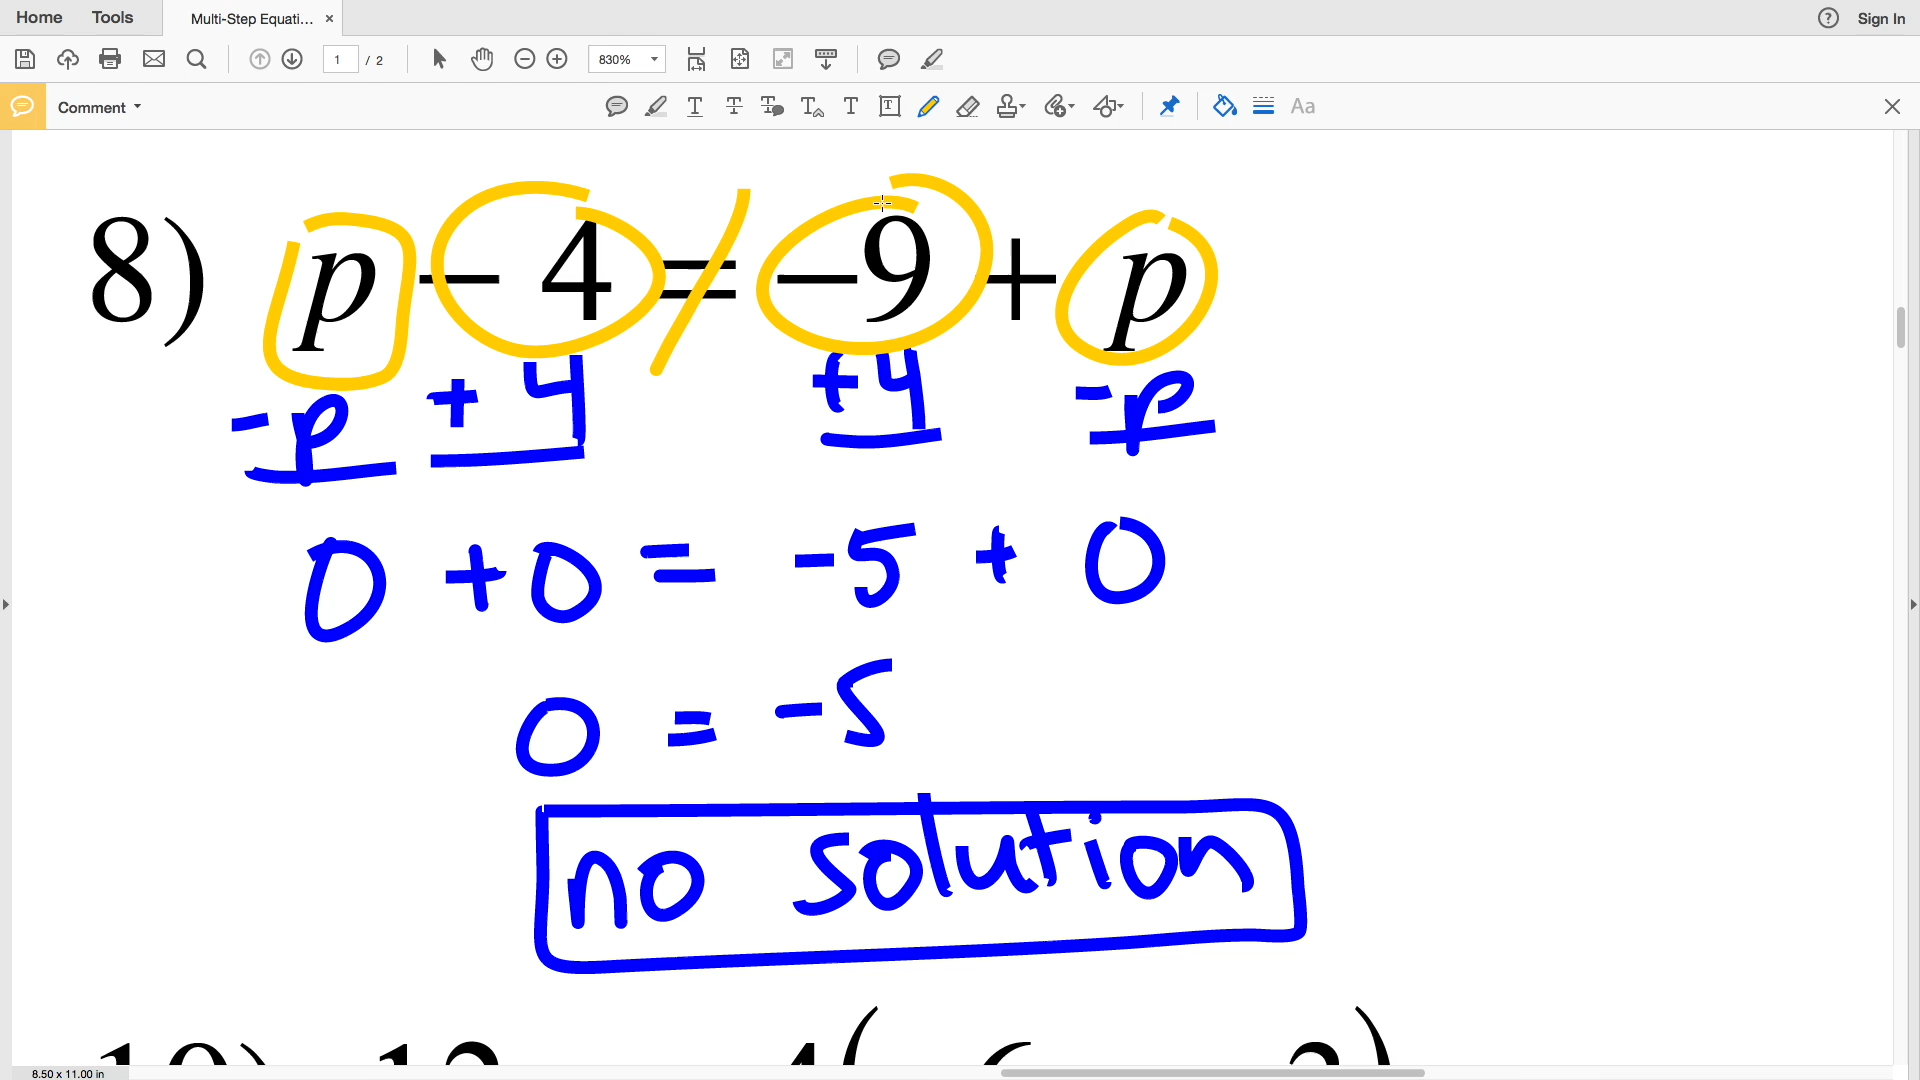 Home Tools Multi-Step Equati... × ? Sign In
1 / 2 830%
Comment T T T T T T Aa
8) p − 4 = −9 + p
-p + 4 + 4 -p
0 + 0 = -5 + 0
0 = -5
no solution
8.50 x 11.00 in